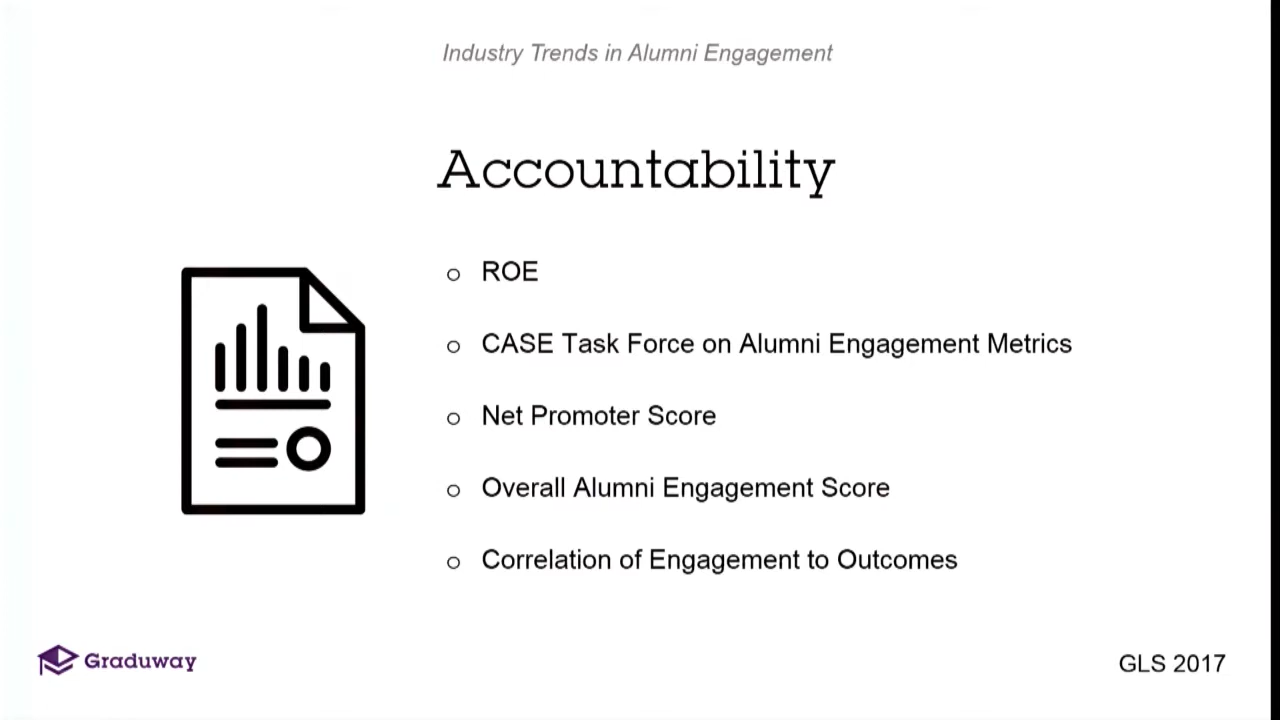 Industry Trends in Alumni Engagement
Accountability
ROE
CASE Task Force on Alumni Engagement Metrics
Net Promoter Score
Overall Alumni Engagement Score
Correlation of Engagement to Outcomes
Graduway
GLS 2017